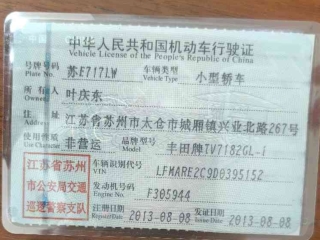 中华人民共和国机动车行驶证
Vehicle License of the People's Republic of China
号牌号码 苏E717LW 车辆类型 小型轿车
Plate No. Vehicle Type
所有人 叶庆东
Owner
住址 江苏省苏州市太仓市城厢镇兴业北路267号
Address
使用性质 非营运 品牌型号 丰田牌TV7182GL-i
Use Character Model
江苏省苏州市公安局交通巡逻警察支队
车辆识别代号 LFMARE2C9D0395152
VIN
发动机号码 F305944
Engine No.
注册日期 2013-08-08 发证日期 2013-08-08
Register Date Issue Date